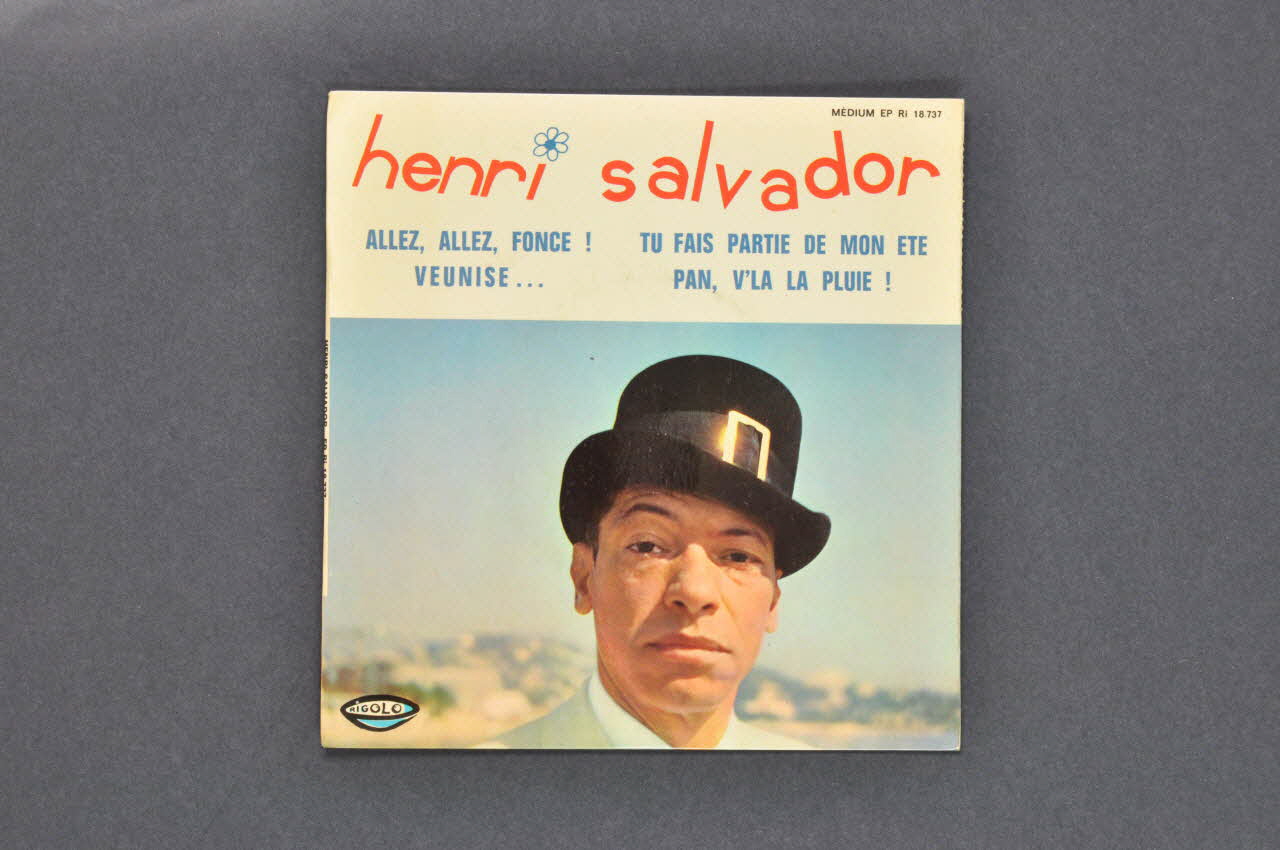 MÉDIUM EP Ri 18.737
henri salvador
ALLEZ, ALLEZ, FONCE !
VEUNISE...
TU FAIS PARTIE DE MON ETE
PAN, V'LA LA PLUIE !
RIGOLO